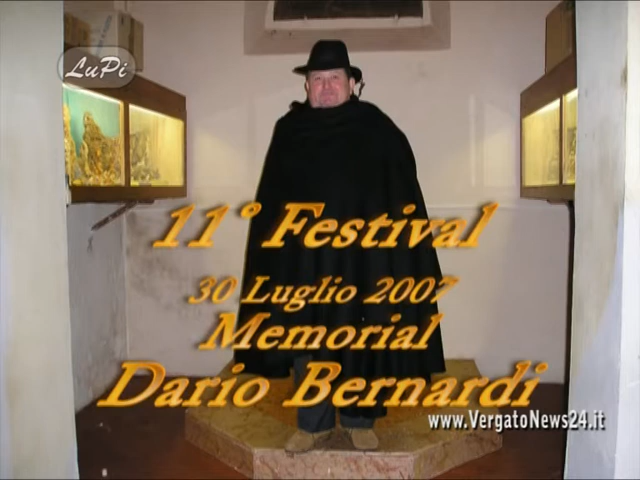 LuPi
11° Festival
30 Luglio 2007
Memorial
Dario Bernardi
www.VergatoNews24.it